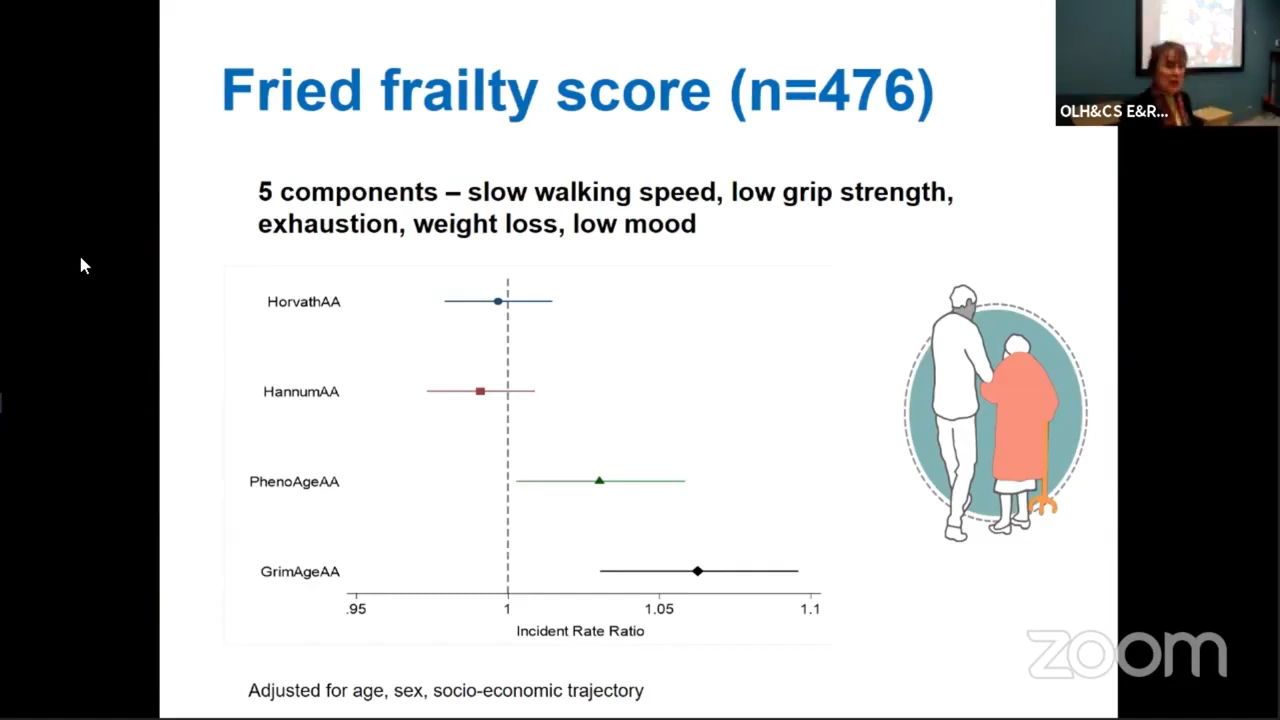 Fried frailty score (n=476)
OLH&CS E&R...
5 components – slow walking speed, low grip strength,
exhaustion, weight loss, low mood
HorvathAA
HannumAA
PhenoAgeAA
GrimAgeAA
.95 1 1.05 1.1
Incident Rate Ratio
zoom
Adjusted for age, sex, socio-economic trajectory